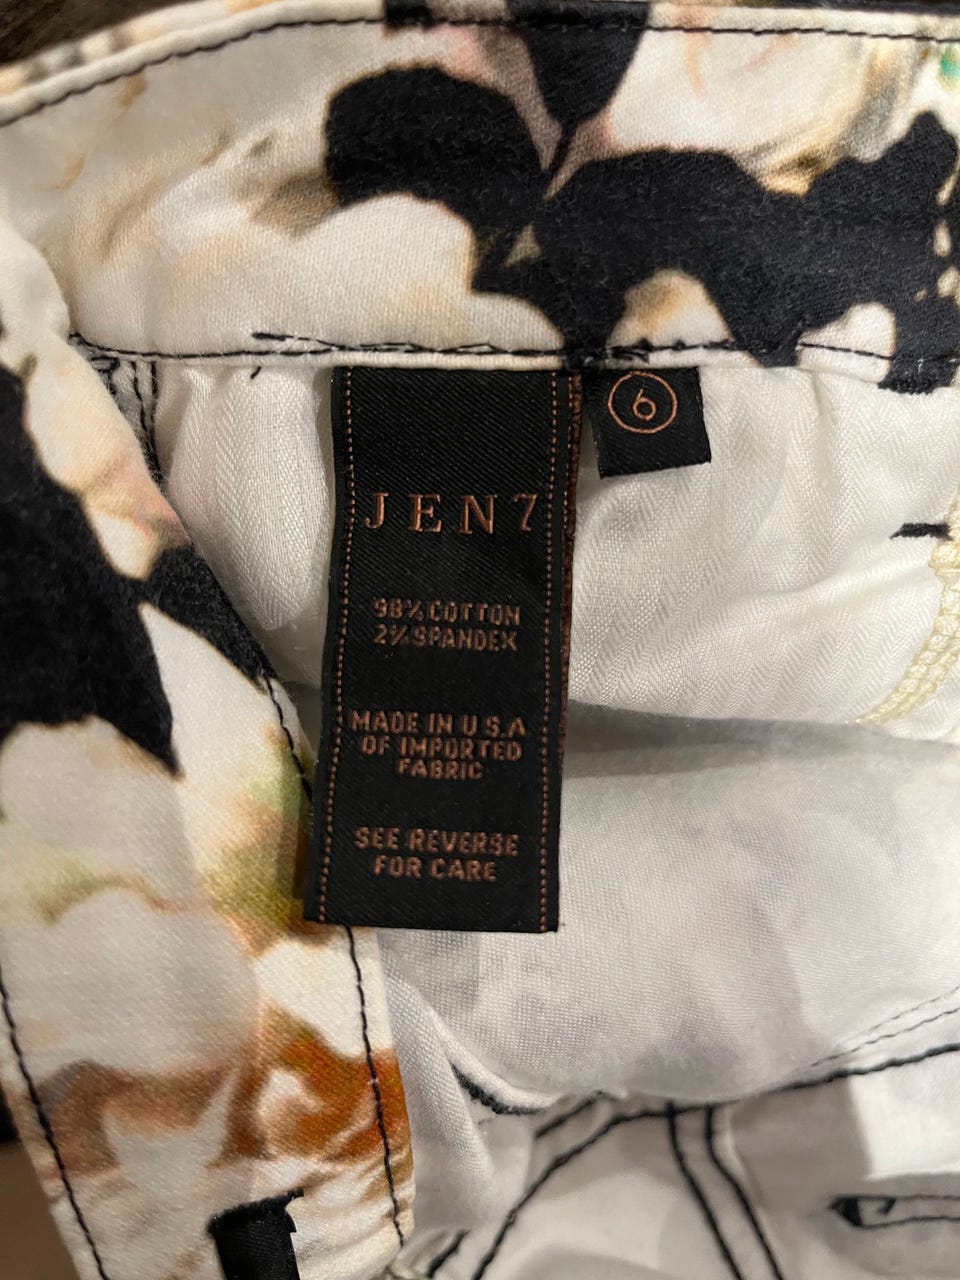 6
JEN7
98% COTTON
2% SPANDEX
MADE IN U.S.A
OF IMPORTED
FABRIC
SEE REVERSE
FOR CARE